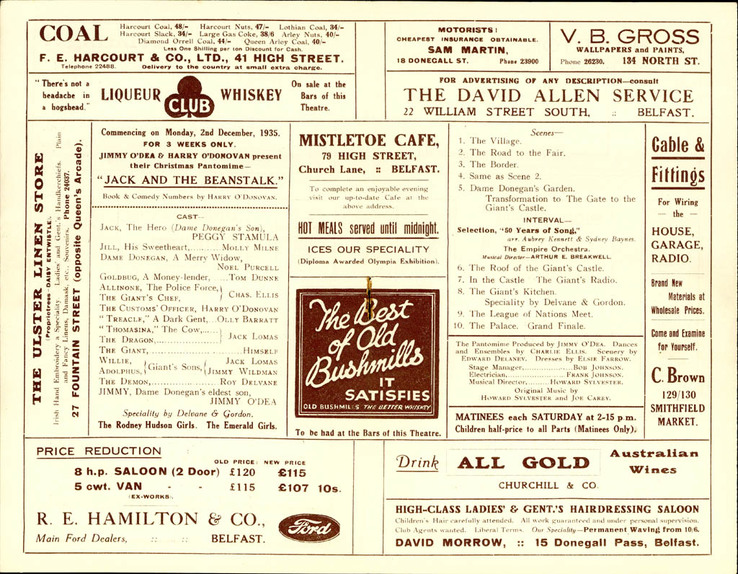 COAL
Harcourt Coal, 48/- Harcourt Nuts, 47/- Lothian Coal, 34/-
Harcourt Slack, 34/- Large Gas Coke, 38/6 Arley Nuts, 40/-
Diamond Orrell Coal, 44/- Queen Arley Coal, 40/-
Less One Shilling per ton Discount for Cash.
F. E. HARCOURT & CO., LTD., 41 HIGH STREET.
Telephone 22488. Delivery to the country at small extra charge.
MOTORISTS!
CHEAPEST INSURANCE OBTAINABLE.
SAM MARTIN,
18 DONEGALL ST. Phone 23900
V. B. GROSS
WALLPAPERS and PAINTS,
Phone 26230. 134 NORTH ST.
"There's not a
headache in
a hogshead."
LIQUEUR CLUB WHISKEY
On sale at the
Bars of this
Theatre.
FOR ADVERTISING OF ANY DESCRIPTION—consult
THE DAVID ALLEN SERVICE
22 WILLIAM STREET SOUTH, :: BELFAST.
THE ULSTER LINEN STORE
(Proprietress—DAISY ENTWISTLE)
Irish Hand Embroidery a Speciality. Ladies' and Gent.'s Handkerchiefs. Plain
and Fancy Linens, Damask, etc., Souvenirs. Phone 24637.
27 FOUNTAIN STREET (opposite Queen's Arcade).
Commencing on Monday, 2nd December, 1935.
FOR 3 WEEKS ONLY.
JIMMY O'DEA & HARRY O'DONOVAN present
their Christmas Pantomime—
"JACK AND THE BEANSTALK."
Book & Comedy Numbers by HARRY O'DONOVAN.
CAST—
JACK, The Hero (Dame Donegan's Son),
PEGGY STAMULA
JILL, His Sweetheart,...... MOLLY MILNE
DAME DONEGAN, A Merry Widow,
NOEL PURCELL
GOLDBUG, A Money-lender, .... TOM DUNNE
ALLINONE, The Police Force,
THE GIANT'S CHEF, } CHAS. ELLIS
THE CUSTOMS' OFFICER, HARRY O'DONOVAN
"TREACLE," A Dark Gent, ..OLLY BARRATT
"THOMASINA," The Cow,......
THE DRAGON............... } JACK LOMAS
THE GIANT, ................ HIMSELF
WILLIE, } Giant's Sons, { JACK LOMAS
ADOLPHUS, JIMMY WILDMAN
THE DEMON,............... ROY DELVANE
JIMMY, Dame Donegan's eldest son,
JIMMY O'DEA
Speciality by Delvane & Gordon.
The Rodney Hudson Girls. The Emerald Girls.
MISTLETOE CAFE,
79 HIGH STREET,
Church Lane, :: BELFAST.
To complete an enjoyable evening
visit our up-to-date Cafe at the
above address.
HOT MEALS served until midnight.
ICES OUR SPECIALITY
(Diploma Awarded Olympia Exhibition).
The Best
of Old
Bushmills
IT
SATISFIES
OLD BUSHMILLS THE BETTER WHISKEY
To be had at the Bars of this Theatre.
Scenes—
1. The Village.
2. The Road to the Fair.
3. The Border.
4. Same as Scene 2.
5. Dame Donegan's Garden.
Transformation to The Gate to the
Giant's Castle.
INTERVAL—
Selection, "50 Years of Song,"
arr. Aubrey Kennett & Sydney Baynes.
The Empire Orchestra.
Musical Director—ARTHUR E. BREAKWELL.
6. The Roof of the Giant's Castle.
7. In the Castle The Giant's Radio.
8. The Giant's Kitchen.
Speciality by Delvane & Gordon.
9. The League of Nations Meet.
10. The Palace. Grand Finale.
The Pantomime Produced by JIMMY O'DEA. Dances
and Ensembles by CHARLIE ELLIS. Scenery by
EDWARD DELANEY. Dresses by ELSIE FARROW.
Stage Manager............BOB JOHNSON.
Electrician...............FRANK JOHNSON.
Musical Director.........HOWARD SYLVESTER.
Original Music by
HOWARD SYLVESTER and JOE CAREY.
MATINEES each SATURDAY at 2-15 p.m.
Children half-price to all Parts (Matinees Only).
Cable &
Fittings
For Wiring
— the —
HOUSE,
GARAGE,
RADIO.
Brand New
Materials at
Wholesale Prices.
Come and Examine
for Yourself.
C. Brown
129/130
SMITHFIELD
MARKET.
PRICE REDUCTION
OLD PRICE: NEW PRICE
8 h.p. SALOON (2 Door) £120 £115
5 cwt. VAN - - £115 £107 10s.
(EX-WORKS)
R. E. HAMILTON & CO.,
Main Ford Dealers, :: :: BELFAST.
Ford
Drink ALL GOLD Australian
Wines
CHURCHILL & CO.
HIGH-CLASS LADIES' & GENT.'S HAIRDRESSING SALOON
Children's Hair carefully attended. All work guaranteed and under personal supervision.
Club Agents wanted. Liberal Terms. Our Speciality—Permanent Waving from 10/6.
DAVID MORROW, :: 15 Donegall Pass, Belfast.